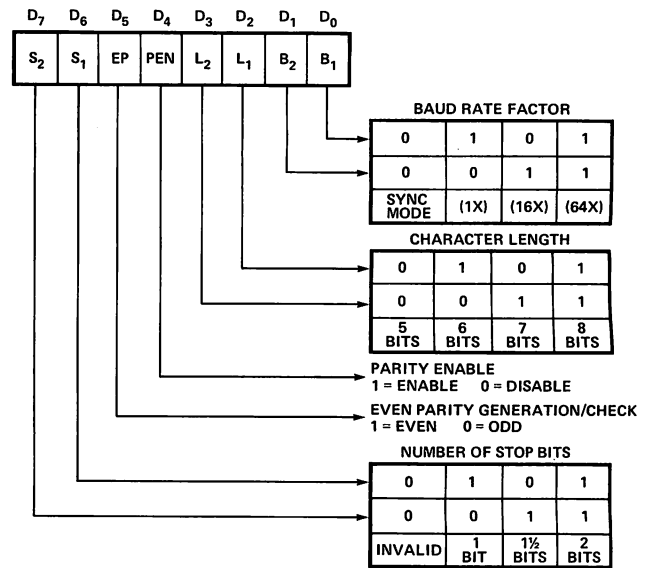 D7 D6 D5 D4 D3 D2 D1 D0
S2 S1 EP PEN L2 L1 B2 B1
BAUD RATE FACTOR
0 1 0 1
0 0 1 1
SYNC MODE (1X) (16X) (64X)
CHARACTER LENGTH
0 1 0 1
0 0 1 1
5 BITS 6 BITS 7 BITS 8 BITS
PARITY ENABLE
1 = ENABLE 0 = DISABLE
EVEN PARITY GENERATION/CHECK
1 = EVEN 0 = ODD
NUMBER OF STOP BITS
0 1 0 1
0 0 1 1
INVALID 1 BIT 1½ BITS 2 BITS